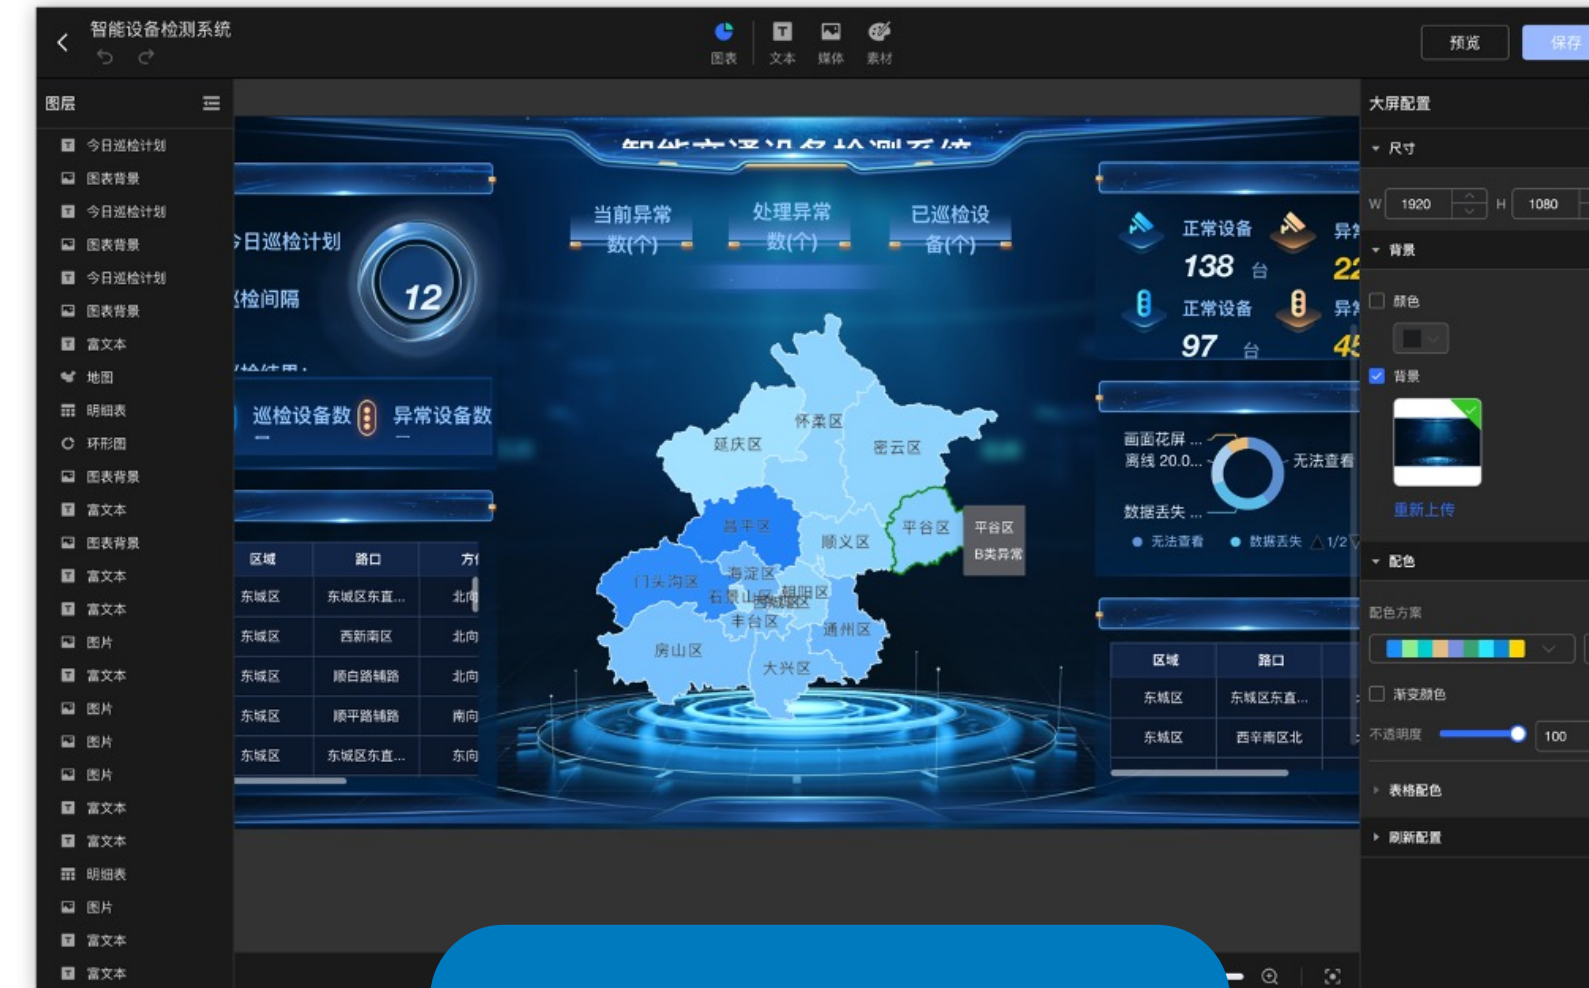 智能设备检测系统
图表
文本
媒体
素材
预览
保存
图层
今日巡检计划
图表背景
今日巡检计划
图表背景
今日巡检计划
图表背景
富文本
地图
明细表
环形图
图表背景
富文本
图表背景
富文本
富文本
图片
富文本
图片
图片
图片
富文本
富文本
明细表
图片
富文本
富文本
智能交通设备检测系统
今日巡检计划
巡检间隔
12
巡检设备数
异常设备数
区域 路口
东城区 东城区东直... 北向
东城区 西新南区 北向
东城区 顺白路辅路 北向
东城区 顺平路辅路 南向
东城区 东城区东直... 东向
当前异常
数(个)
处理异常
数(个)
已巡检设
备(个)
怀柔区
延庆区
密云区
昌平区
顺义区
平谷区
平谷区
B类异常
门头沟区
海淀区
朝阳区
石景山区
丰台区
通州区
房山区
大兴区
正常设备
138 台
22
正常设备
97 台
45
画面花屏 ...
离线 20.0...
无法查看
数据丢失 ...
无法查看
数据丢失
1/2
区域 路口
东城区 东城区东直...
东城区 西辛南区北
大屏配置
尺寸
W 1920 H 1080
背景
颜色
背景
重新上传
配色
配色方案
渐变颜色
不透明度 100
表格配色
刷新配置